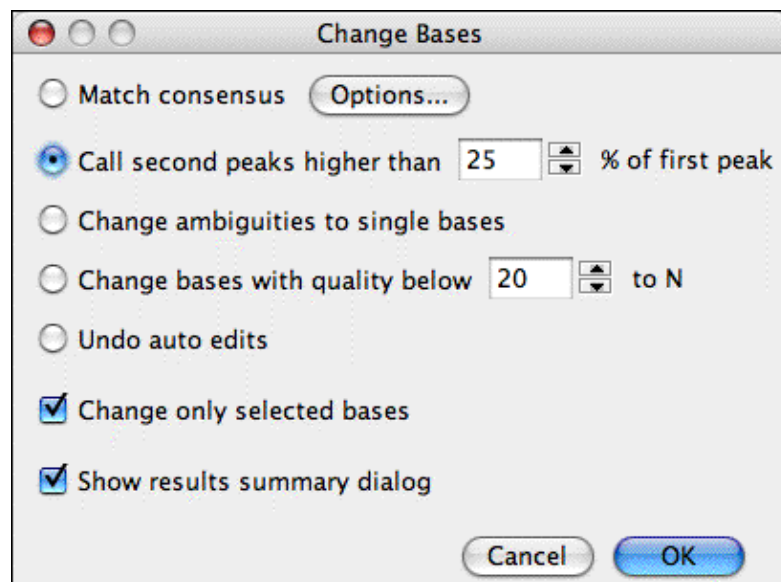 Change Bases
Match consensus Options...
Call second peaks higher than 25 % of first peak
Change ambiguities to single bases
Change bases with quality below 20 to N
Undo auto edits
Change only selected bases
Show results summary dialog
Cancel OK